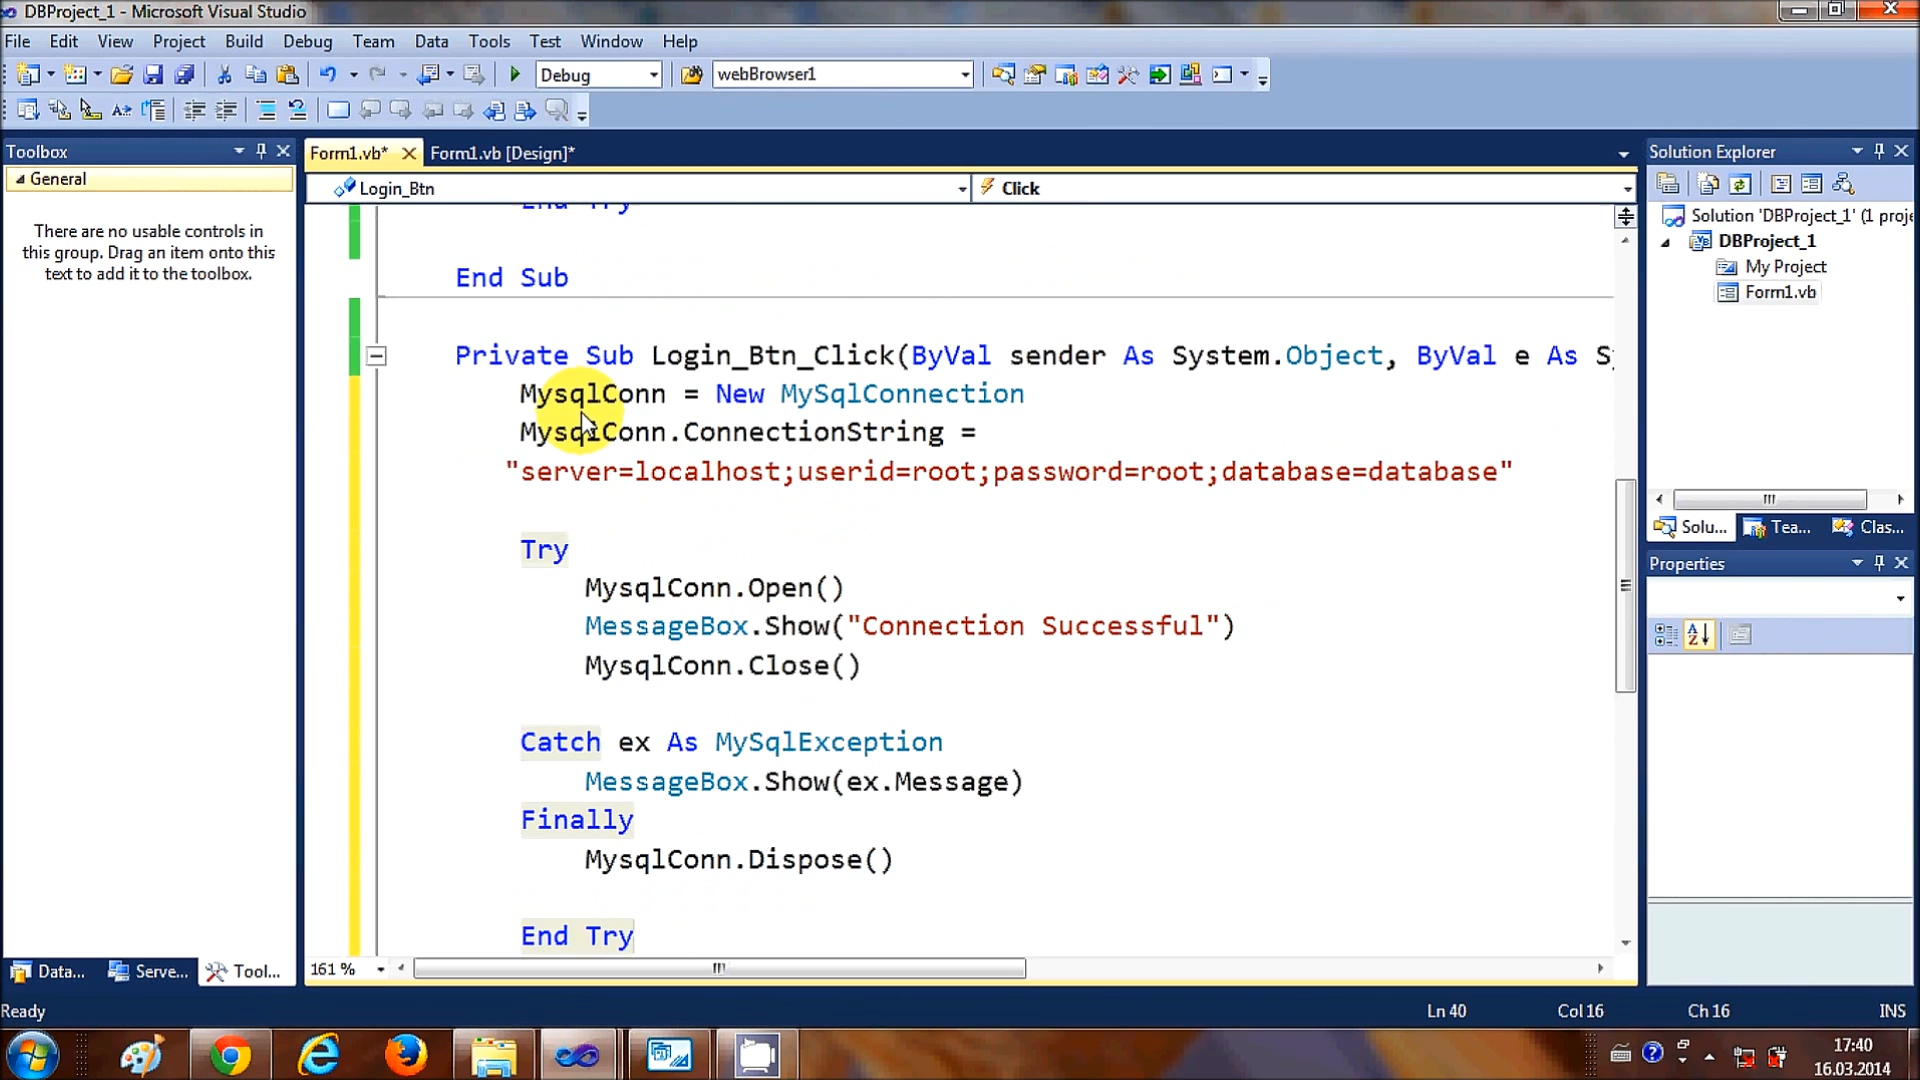 DBProject_1 - Microsoft Visual Studio
File Edit View Project Build Debug Team Data Tools Test Window Help
Debug webBrowser1
Toolbox
General
There are no usable controls in
this group. Drag an item onto this
text to add it to the toolbox.
Data... Serve... Tool...
Form1.vb* Form1.vb [Design]*
Login_Btn Click
End Try
End Sub
Private Sub Login_Btn_Click(ByVal sender As System.Object, ByVal e As Sy
MysqlConn = New MySqlConnection
MysqlConn.ConnectionString =
"server=localhost;userid=root;password=root;database=database"
Try
MysqlConn.Open()
MessageBox.Show("Connection Successful")
MysqlConn.Close()
Catch ex As MySqlException
MessageBox.Show(ex.Message)
Finally
MysqlConn.Dispose()
End Try
161 %
Solution Explorer
Solution 'DBProject_1' (1 proje
DBProject_1
My Project
Form1.vb
Solu... Tea... Clas...
Properties
Ready Ln 40 Col 16 Ch 16 INS
17:40
16.03.2014